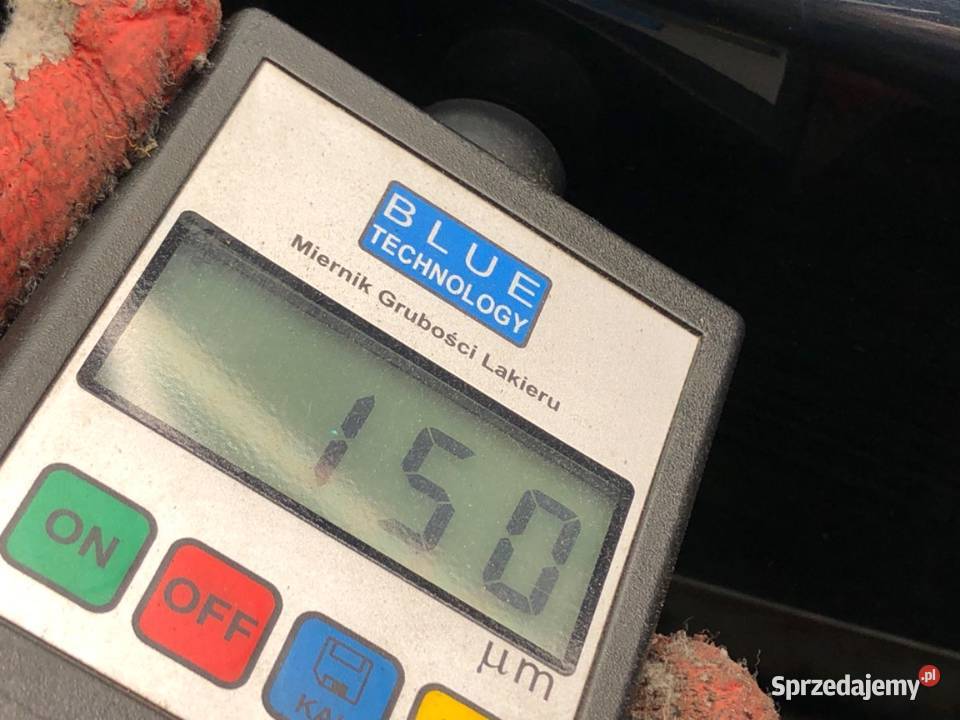 BLUE
TECHNOLOGY
Miernik Grubości Lakieru
150
µm
ON
OFF
Sprzedajemy.pl